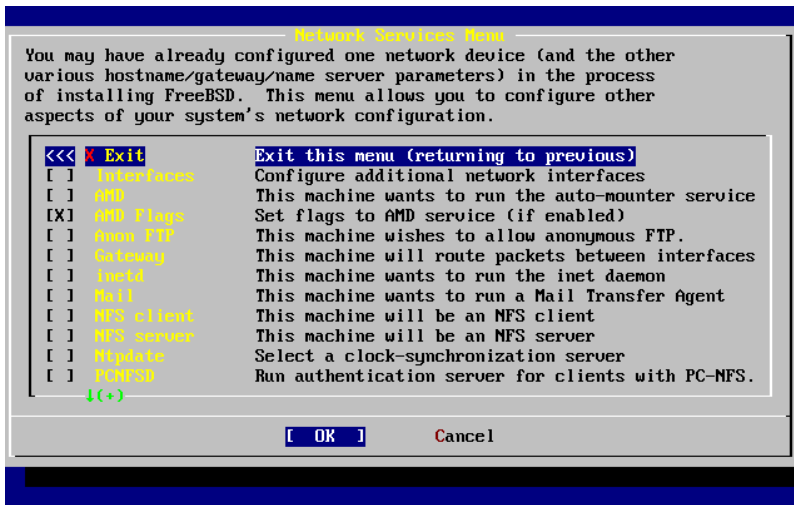 Network Services Menu
You may have already configured one network device (and the other
various hostname/gateway/name server parameters) in the process
of installing FreeBSD.  This menu allows you to configure other
aspects of your system's network configuration.
<<< X Exit Exit this menu (returning to previous)
[ ] Interfaces Configure additional network interfaces
[ ] AMD This machine wants to run the auto-mounter service
[X] AMD Flags Set flags to AMD service (if enabled)
[ ] Anon FTP This machine wishes to allow anonymous FTP.
[ ] Gateway This machine will route packets between interfaces
[ ] inetd This machine wants to run the inet daemon
[ ] Mail This machine wants to run a Mail Transfer Agent
[ ] NFS client This machine will be an NFS client
[ ] NFS server This machine will be an NFS server
[ ] Ntpdate Select a clock-synchronization server
[ ] PCNFSD Run authentication server for clients with PC-NFS.
↓(+)
[ OK ] Cancel